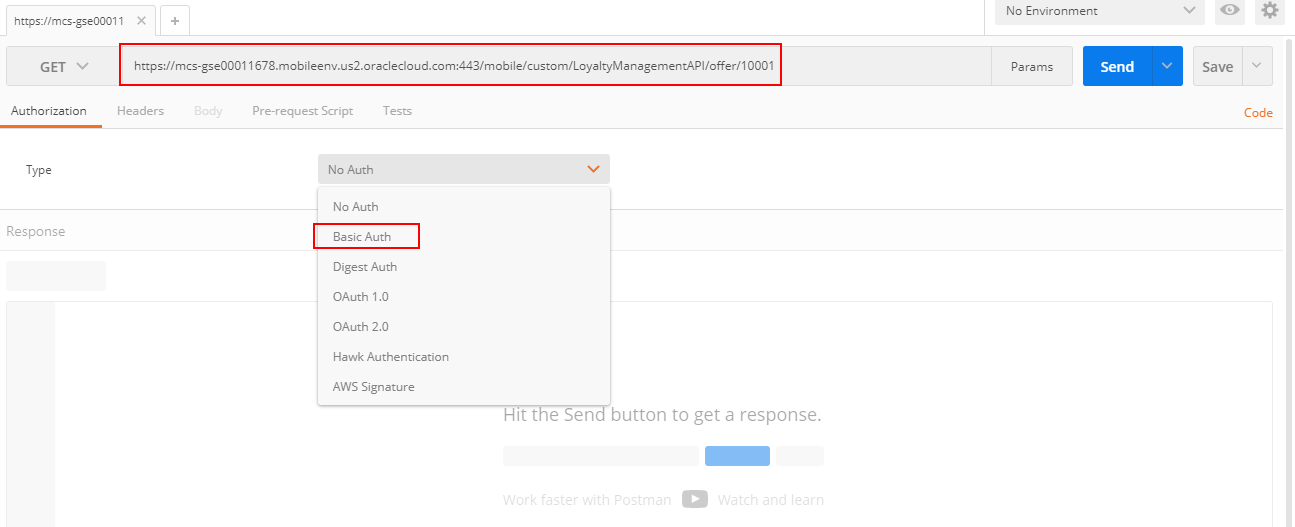 https://mcs-gse00011 × +
No Environment
GET https://mcs-gse00011678.mobileenv.us2.oraclecloud.com:443/mobile/custom/LoyaltyManagementAPI/offer/10001 Params Send Save
Authorization Headers Body Pre-request Script Tests Code
Type No Auth
No Auth
Response
Basic Auth
Digest Auth
OAuth 1.0
OAuth 2.0
Hawk Authentication
AWS Signature
Hit the Send button to get a response.
Work faster with Postman Watch and learn